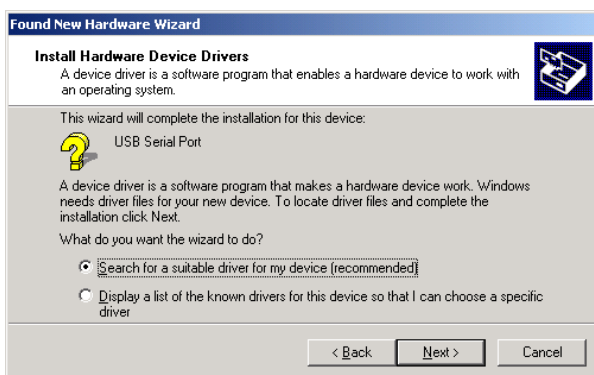 Found New Hardware Wizard
Install Hardware Device Drivers
A device driver is a software program that enables a hardware device to work with
an operating system.
This wizard will complete the installation for this device:
USB Serial Port
A device driver is a software program that makes a hardware device work. Windows
needs driver files for your new device. To locate driver files and complete the
installation click Next.
What do you want the wizard to do?
Search for a suitable driver for my device (recommended)
Display a list of the known drivers for this device so that I can choose a specific
driver
< Back Next > Cancel